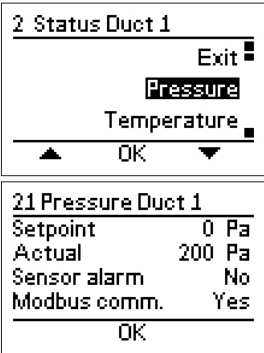 2 Status Duct 1
Exit
Pressure
Temperature
OK
21 Pressure Duct 1
Setpoint 0 Pa
Actual 200 Pa
Sensor alarm No
Modbus comm. Yes
OK